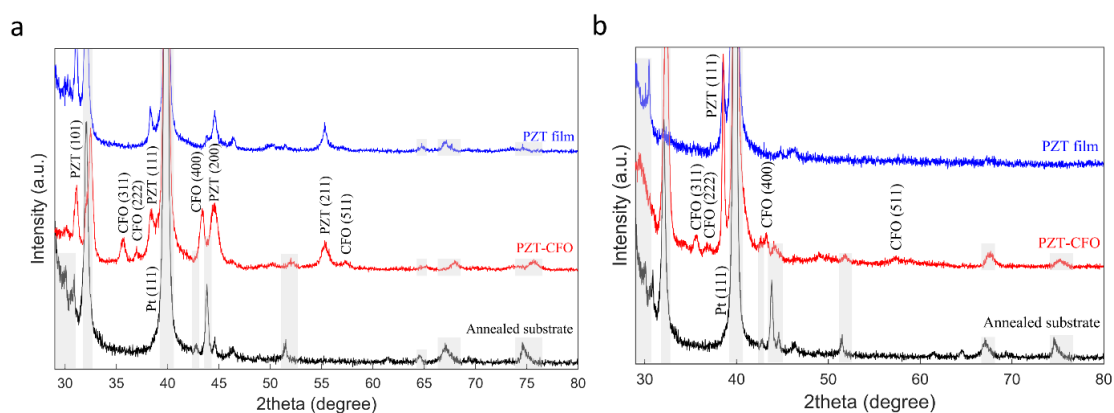 a
Intensity (a.u.)
PZT film
PZT (101)
CFO (311)
CFO (222)
PZT (111)
CFO (400)
PZT (200)
PZT (211)
CFO (511)
PZT-CFO
Pt (111)
Annealed substrate
30 35 40 45 50 55 60 65 70 75 80
2theta (degree)
b
Intensity (a.u.)
PZT (111)
PZT film
CFO (311)
CFO (222)
CFO (400)
CFO (511)
PZT-CFO
Pt (111)
Annealed substrate
30 40 50 60 70 80
2theta (degree)